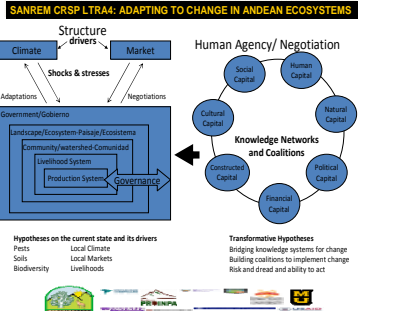 SANREM CRSP LTRA4: ADAPTING TO CHANGE IN ANDEAN ECOSYSTEMS
Structure
drivers
Climate
Market
Shocks & stresses
Adaptations
Negotiations
Government/Gobierno
Landscape/Ecosystem-Paisaje/Ecosistema
Community/watershed-Comunidad
Livelihood System
Production System
Governance
Human Agency/ Negotiation
Social
Capital
Human
Capital
Cultural
Capital
Natural
Capital
Knowledge Networks
and Coalitions
Constructed
Capital
Political
Capital
Financial
Capital
Hypotheses on the current state and its drivers
Pests Local Climate
Soils Local Markets
Biodiversity Livelihoods
Transformative Hypotheses
Bridging knowledge systems for change
Building coalitions to implement change
Risk and dread and ability to act
PROINPA
USAID